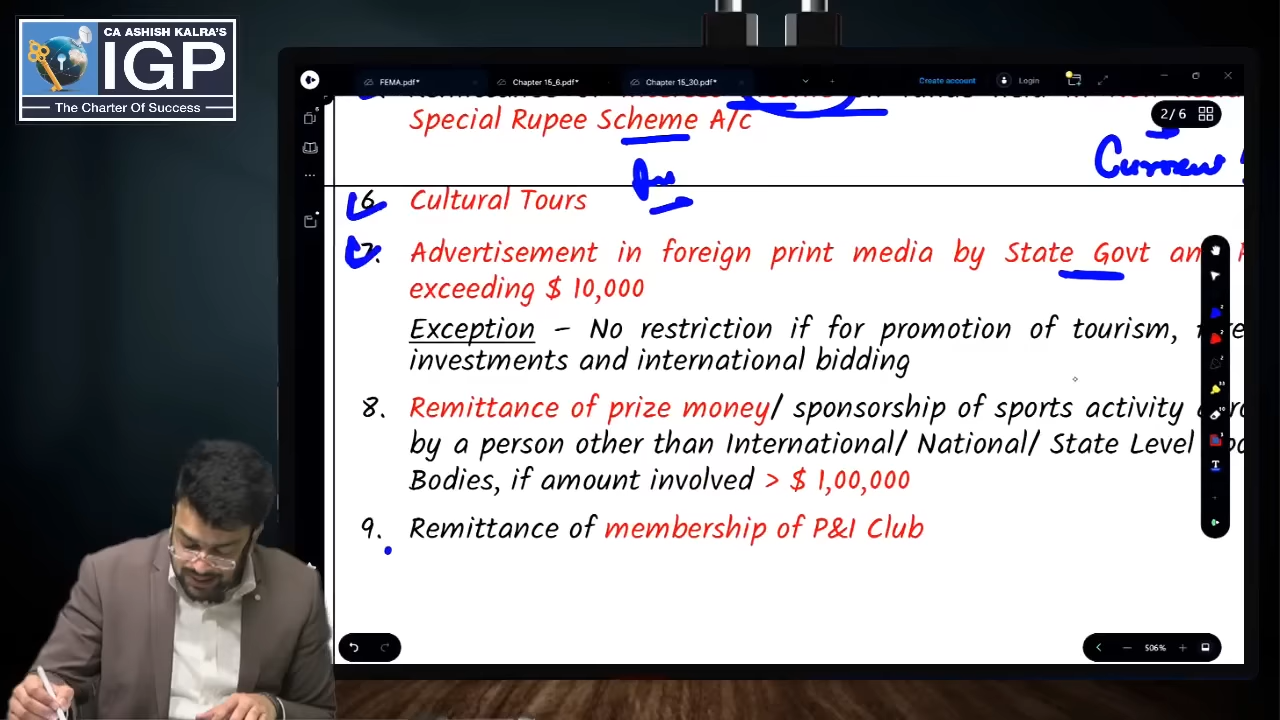 CA ASHISH KALRA'S
IGP
The Charter Of Success
FEMA.pdf*
Chapter 15_6.pdf*
Chapter 15_30.pdf*
Create account
Login
2/6
Special Rupee Scheme A/c
Current
6. Cultural Tours
7. Advertisement in foreign print media by State Govt
exceeding $ 10,000
Exception – No restriction if for promotion of tourism,
investments and international bidding
8. Remittance of prize money/ sponsorship of sports activity
by a person other than International/ National/ State Level
Bodies, if amount involved > $ 1,00,000
9. Remittance of membership of P&I Club
506%